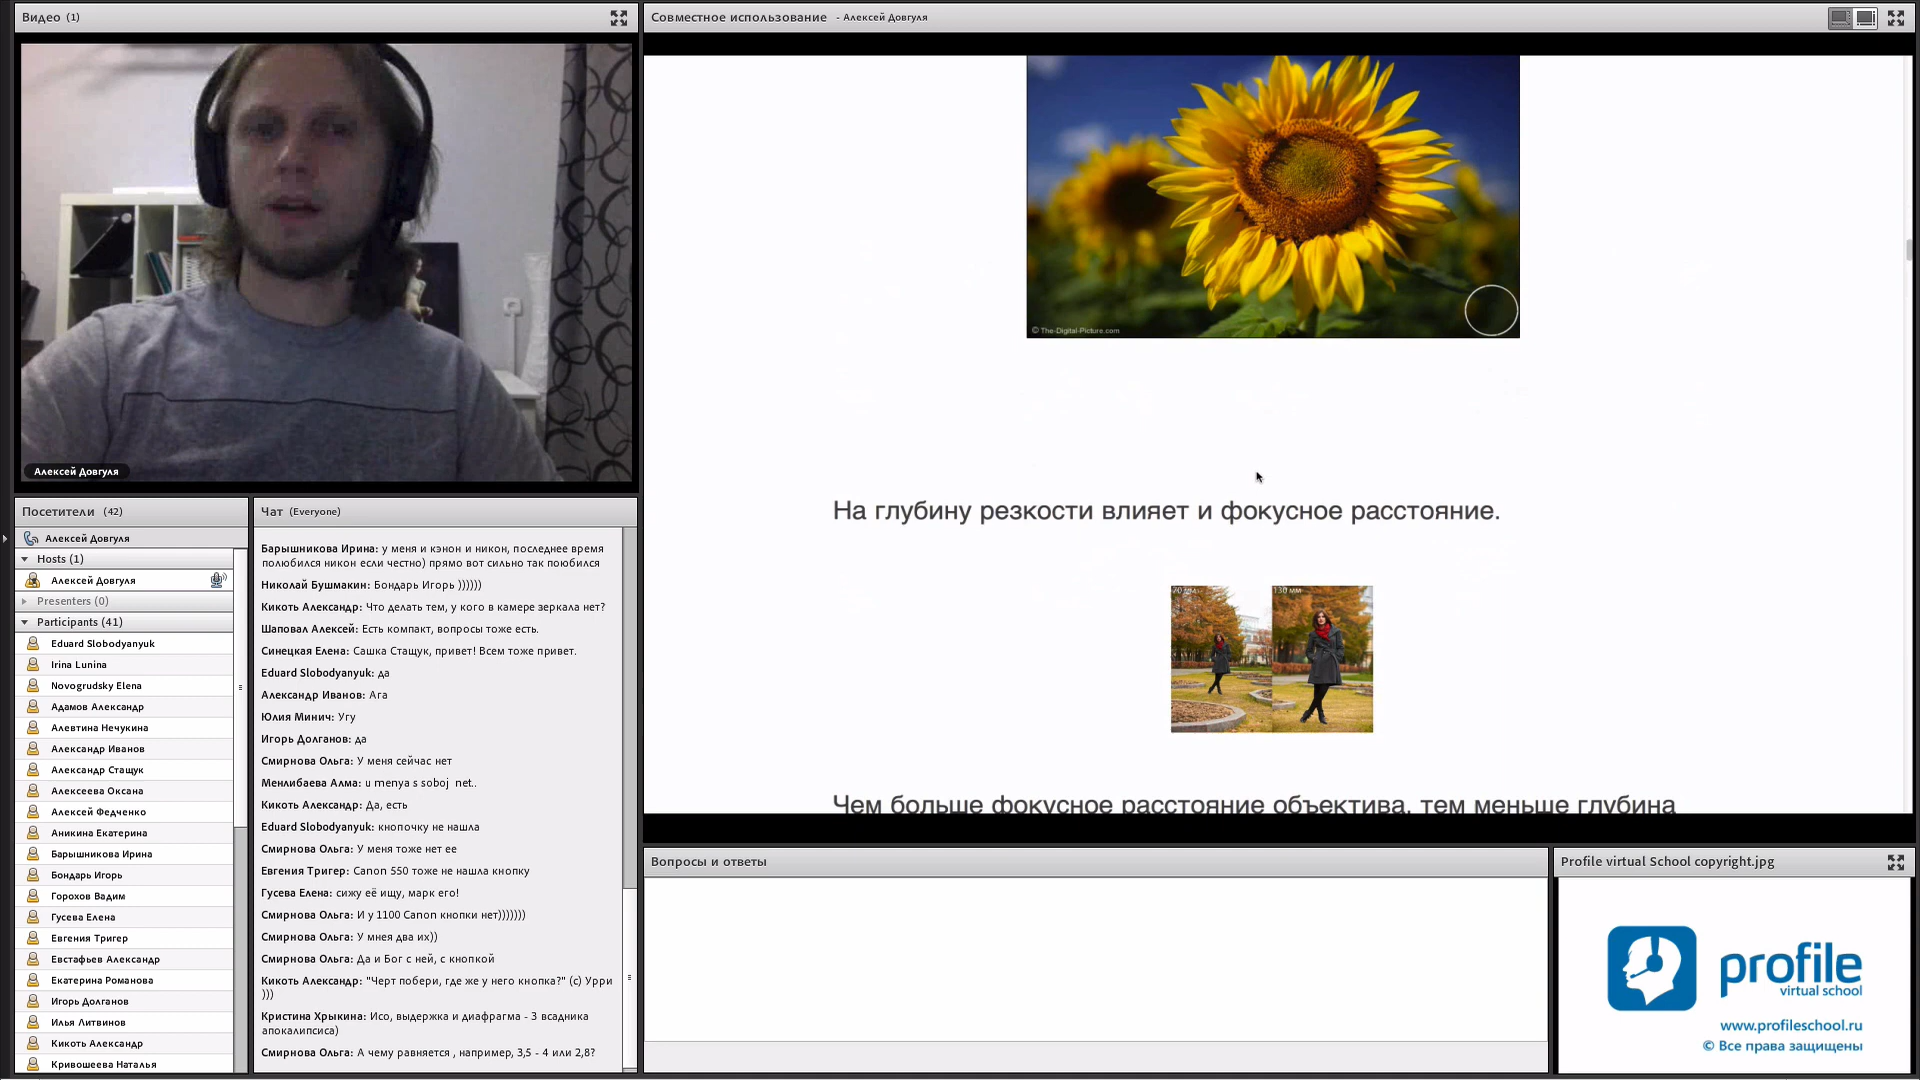 Видео (1)
Алексей Довгуля
Посетители (42)
Алексей Довгуля
Hosts (1)
Алексей Довгуля
Presenters (0)
Participants (41)
Eduard Slobodyanyuk
Irina Lunina
Novogrudsky Elena
Адамов Александр
Алевтина Нечукина
Александр Иванов
Александр Стащук
Алексеева Оксана
Алексей Федченко
Аникина Екатерина
Барышникова Ирина
Бондарь Игорь
Горохов Вадим
Гусева Елена
Евгения Тригер
Евстафьев Александр
Екатерина Романова
Игорь Долганов
Илья Литвинов
Кикоть Александр
Кривошеева Наталья
Чат (Everyone)
Барышникова Ирина: у меня и кэнон и никон, последнее время
полюбился никон если честно) прямо вот сильно так поюбился
Николай Бушмакин: Бондарь Игорь ))))))
Кикоть Александр: Что делать тем, у кого в камере зеркала нет?
Шаповал Алексей: Есть компакт, вопросы тоже есть.
Синецкая Елена: Сашка Стащук, привет! Всем тоже привет.
Eduard Slobodyanyuk: да
Александр Иванов: Ага
Юлия Минич: Угу
Игорь Долганов: да
Смирнова Ольга: У меня сейчас нет
Менлибаева Алма: u menya s soboj net..
Кикоть Александр: Да, есть
Eduard Slobodyanyuk: кнопочку не нашла
Смирнова Ольга: У меня тоже нет ее
Евгения Тригер: Canon 550 тоже не нашла кнопку
Гусева Елена: сижу её ищу, марк его!
Смирнова Ольга: И у 1100 Canon кнопки нет)))))))
Смирнова Ольга: У мнея два их))
Смирнова Ольга: Да и Бог с ней, с кнопкой
Кикоть Александр: "Черт побери, где же у него кнопка?" (с) Урри
)))
Кристина Хрыкина: Исо, выдержка и диафрагма - 3 всадника
апокалипсиса)
Смирнова Ольга: А чему равняется , например, 3,5 - 4 или 2,8?
Совместное использование - Алексей Довгуля
© The-Digital-Picture.com
На глубину резкости влияет и фокусное расстояние.
70 мм
130 мм
Чем больше фокусное расстояние объектива, тем меньше глубина
Вопросы и ответы
Profile virtual School copyright.jpg
profile
virtual school
www.profileschool.ru
© Все права защищены